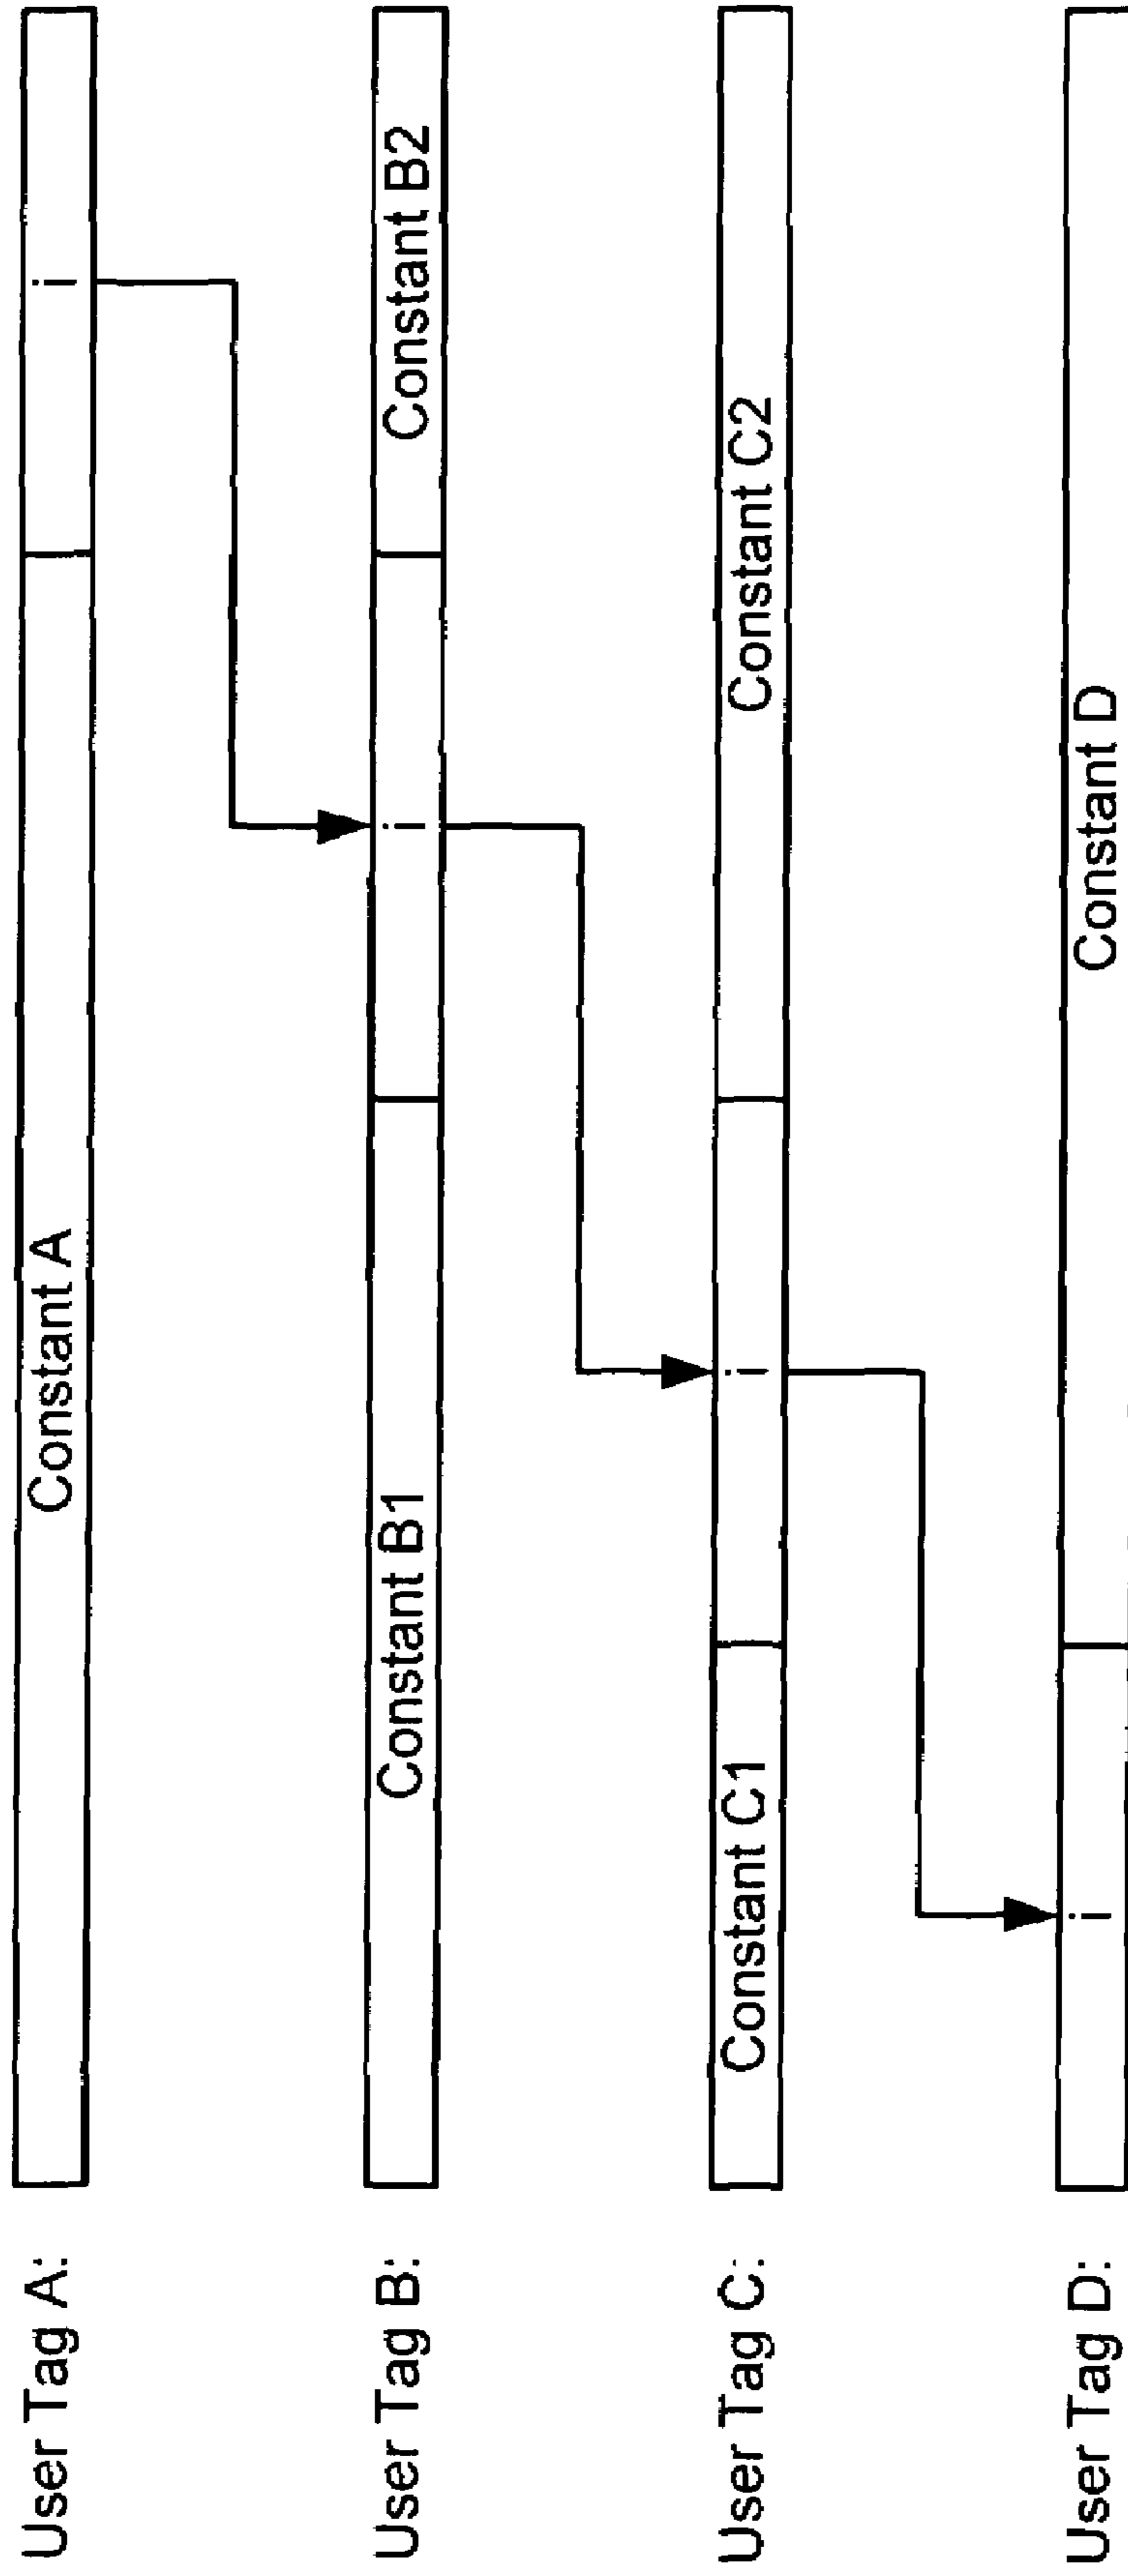 User Tag A: Constant A i
User Tag B: Constant B1 i Constant B2
User Tag C: Constant C1 i Constant C2
User Tag D: i Constant D